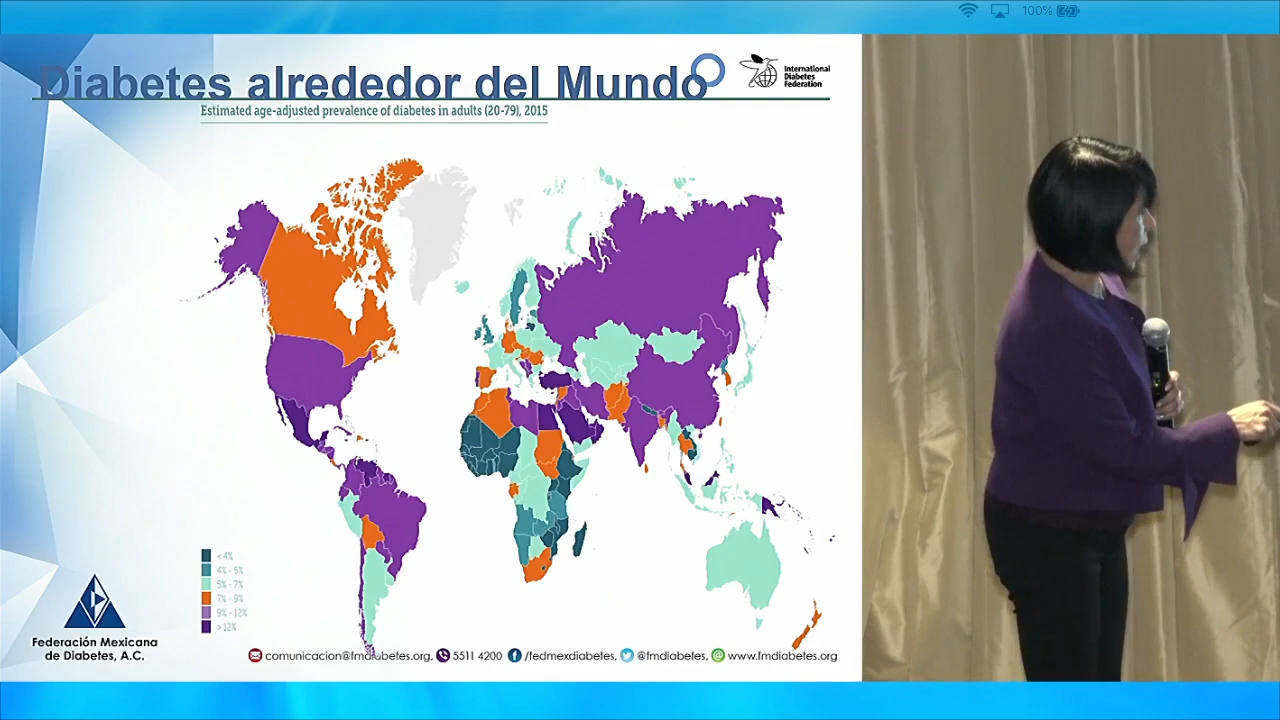 100%
Diabetes alrededor del Mundo
International
Diabetes
Federation
Estimated age-adjusted prevalence of diabetes in adults (20-79), 2015
< 4%
4% - 5%
5% - 7%
7% - 9%
9% - 12%
> 12%
Federación Mexicana
de Diabetes, A.C.
comunicacion@fmdiabetes.org, 5511 4200 /fedmexdiabetes, @fmdiabetes, www.fmdiabetes.org